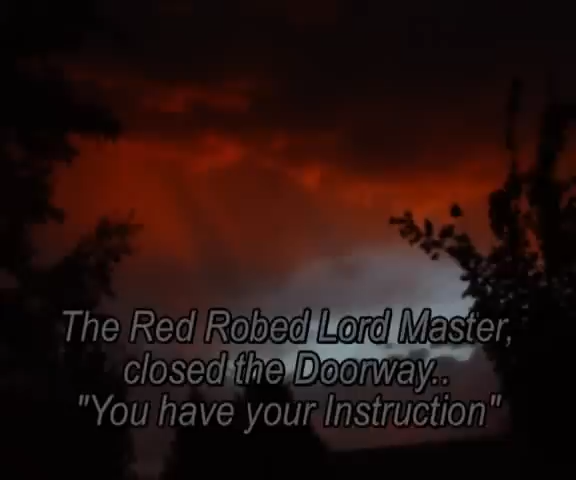 The Red Robed Lord Master,
closed the Doorway..
"You have your Instruction"